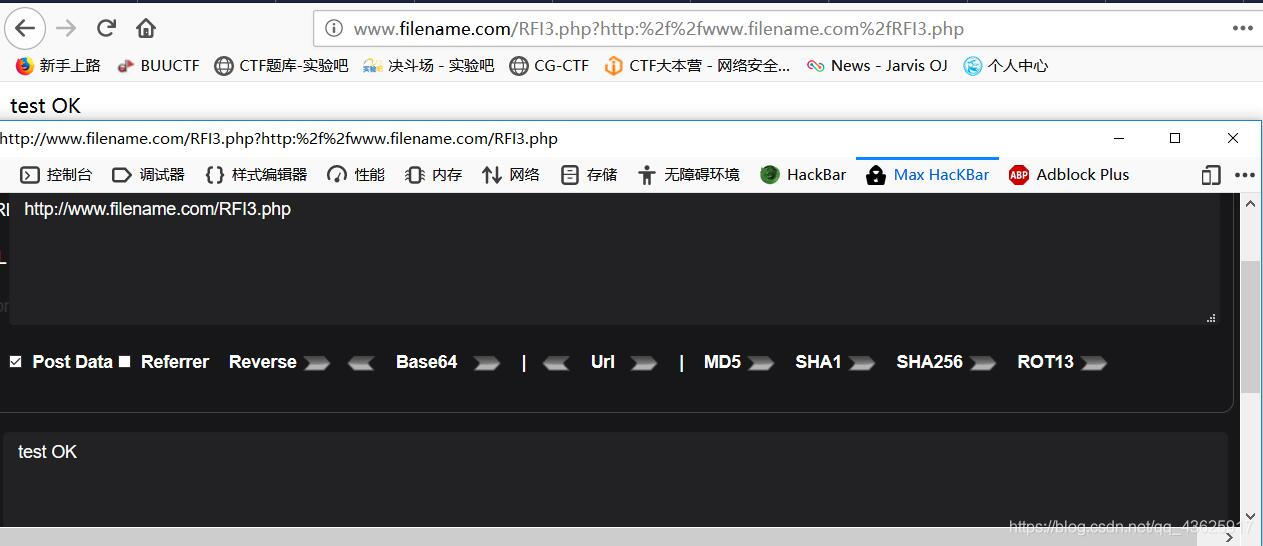 www.filename.com/RFI3.php?http:%2f%2fwww.filename.com%2fRFI3.php
新手上路 BUUCTF CTF题库-实验吧 决斗场 - 实验吧 CG-CTF CTF大本营 - 网络安全... News - Jarvis OJ 个人中心
test OK
http://www.filename.com/RFI3.php?http:%2f%2fwww.filename.com/RFI3.php
控制台 调试器 样式编辑器 性能 内存 网络 存储 无障碍环境 HackBar Max HacKBar ABP Adblock Plus
http://www.filename.com/RFI3.php
Post Data Referrer Reverse Base64 | Url | MD5 SHA1 SHA256 ROT13
test OK
https://blog.csdn.net/qq_43625917